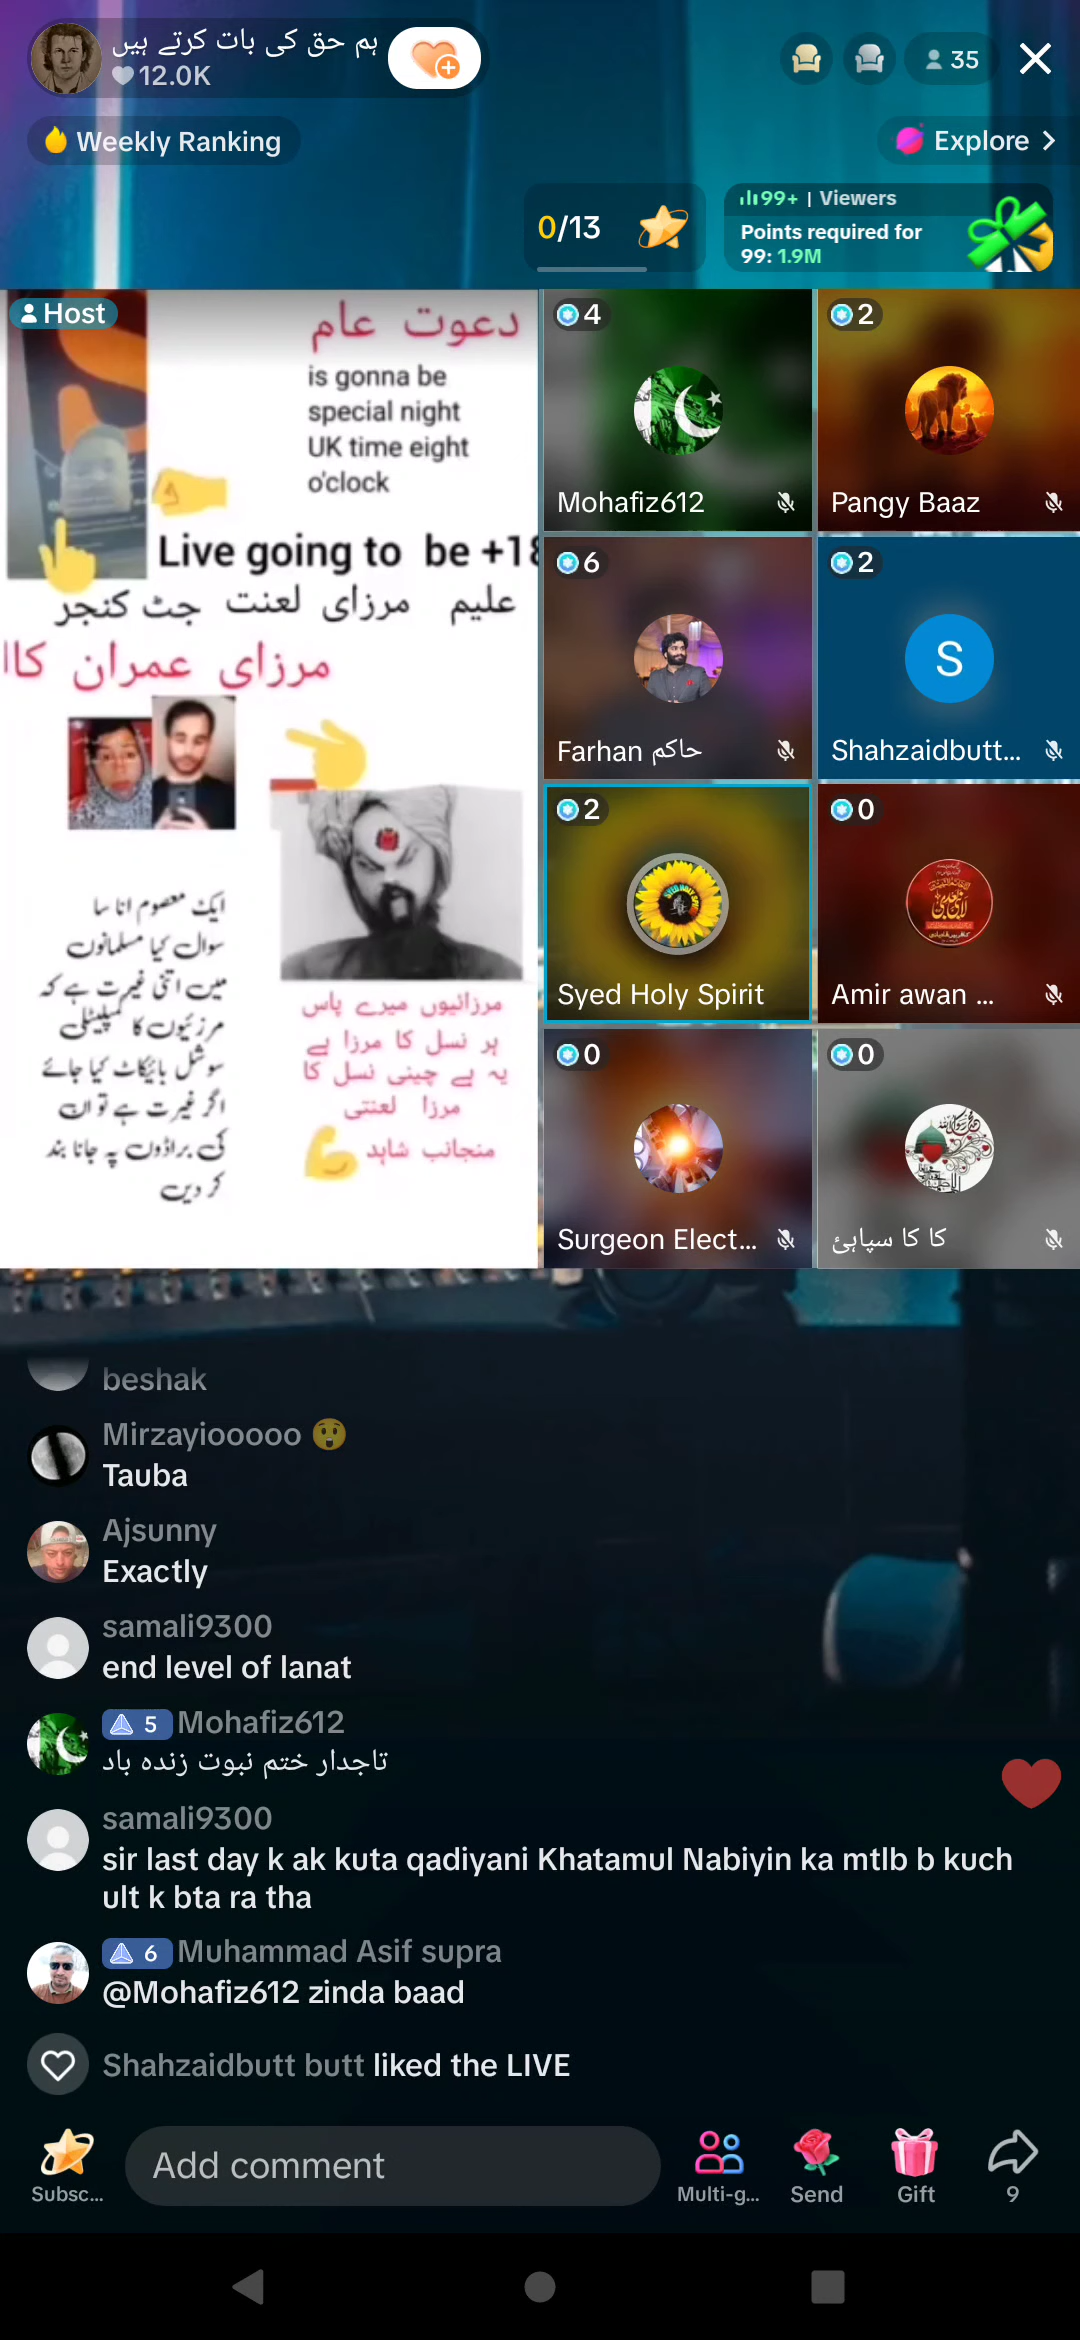 ہم حق کی بات کرتے ہیں
12.0K
35
Weekly Ranking
Explore
0/13
99+ | Viewers
Points required for
99: 1.9M
Host
دعوت عام
is gonna be
special night
UK time eight
o'clock
Live going to be +18
علیم مرزای لعنت جٹ کنجر
مرزای عمران
ایک معصوم انا سا
سوال کیا مسلمانوں
میں اتنی غیرت ہے کہ
مرزئیوں کا کمپلیٹلی
سوشل بائیکاٹ کیا جائے
اگر غیرت ہے تو ان
کی براڈوں پہ جانا بند
کر دیں
مرزائیوں میرے پاس
ہر نسل کا مرزا ہے
یہ ہے چینی نسل کا
مرزا لعنتی
منجانب شاہد
4
Mohafiz612
2
Pangy Baaz
6
Farhan حاکم
2
S
Shahzaidbutt...
2
Syed Holy Spirit
0
Amir awan ...
0
Surgeon Elect...
0
کا کا سپاہئ
beshak
Mirzayiooooo 😲
Tauba
Ajsunny
Exactly
samali9300
end level of lanat
5 Mohafiz612
تاجدار ختم نبوت زندہ باد
samali9300
sir last day k ak kuta qadiyani Khatamul Nabiyin ka mtlb b kuch
ult k bta ra tha
6 Muhammad Asif supra
@Mohafiz612 zinda baad
Shahzaidbutt butt liked the LIVE
Add comment
Subsc...
Multi-g...
Send
Gift
9